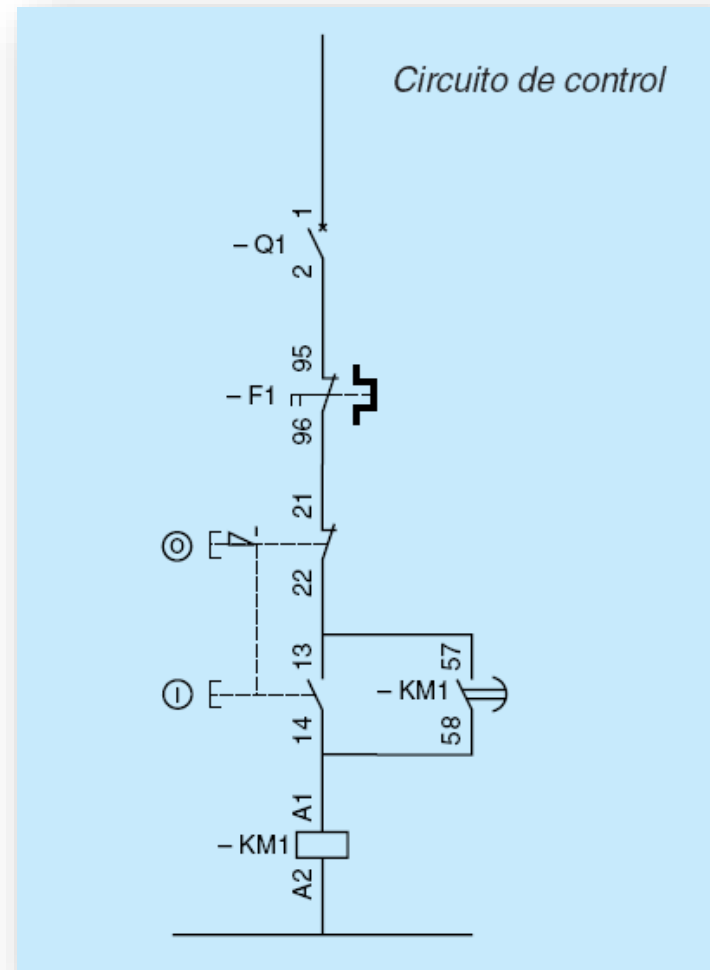 Circuito de control
1
– Q1
2
95
– F1
96
21
O
22
13
57
I
– KM1
14
58
A1
– KM1
A2